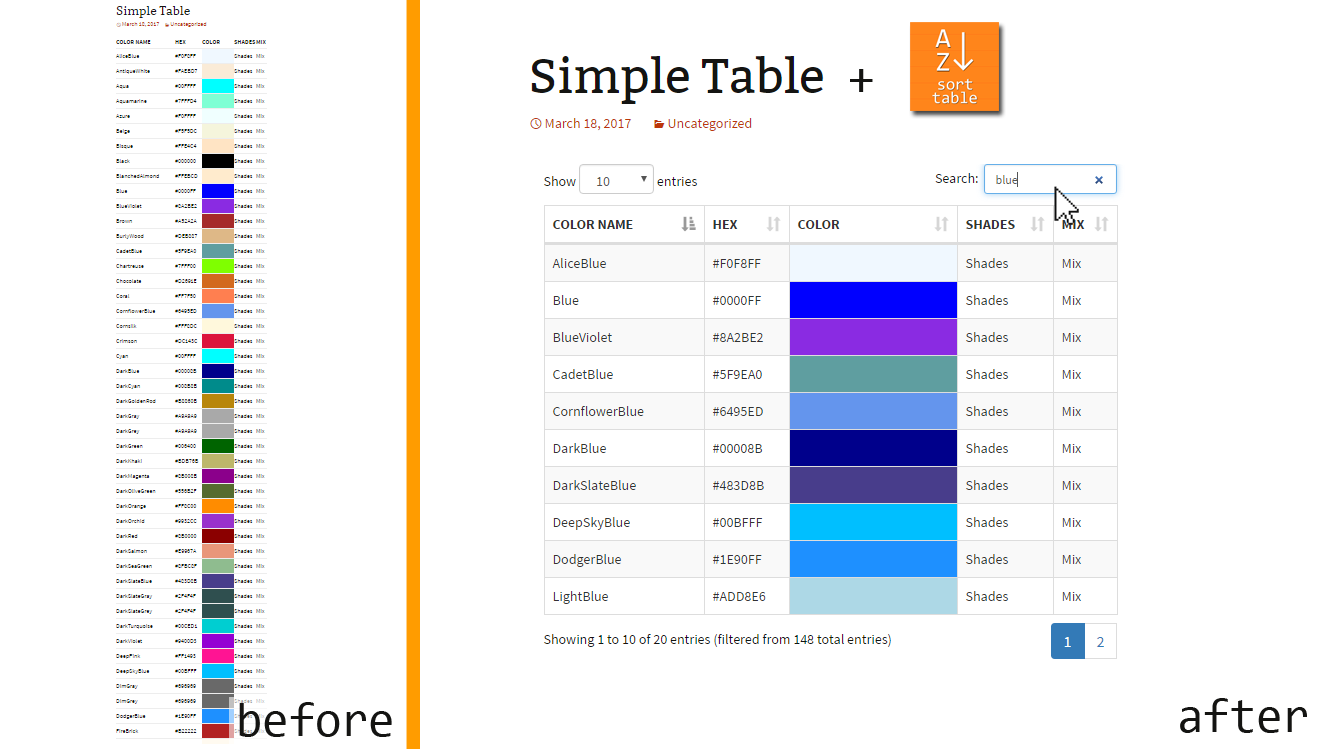 Simple Table
March 18, 2017 Uncategorized
COLOR NAME HEX COLOR SHADES MIX
AliceBlue #F0F8FF Shades Mix
AntiqueWhite #FAEBD7 Shades Mix
Aqua #00FFFF Shades Mix
Aquamarine #7FFFD4 Shades Mix
Azure #F0FFFF Shades Mix
Beige #F5F5DC Shades Mix
Bisque #FFE4C4 Shades Mix
Black #000000 Shades Mix
BlanchedAlmond #FFEBCD Shades Mix
Blue #0000FF Shades Mix
BlueViolet #8A2BE2 Shades Mix
Brown #A52A2A Shades Mix
BurlyWood #DEB887 Shades Mix
CadetBlue #5F9EA0 Shades Mix
Chartreuse #7FFF00 Shades Mix
Chocolate #D2691E Shades Mix
Coral #FF7F50 Shades Mix
CornflowerBlue #6495ED Shades Mix
Cornsilk #FFF8DC Shades Mix
Crimson #DC143C Shades Mix
Cyan #00FFFF Shades Mix
DarkBlue #00008B Shades Mix
DarkCyan #008B8B Shades Mix
DarkGoldenRod #B8860B Shades Mix
DarkGray #A9A9A9 Shades Mix
DarkGrey #A9A9A9 Shades Mix
DarkGreen #006400 Shades Mix
DarkKhaki #BDB76B Shades Mix
DarkMagenta #8B008B Shades Mix
DarkOliveGreen #556B2F Shades Mix
DarkOrange #FF8C00 Shades Mix
DarkOrchid #9932CC Shades Mix
DarkRed #8B0000 Shades Mix
DarkSalmon #E9967A Shades Mix
DarkSeaGreen #8FBC8F Shades Mix
DarkSlateBlue #483D8B Shades Mix
DarkSlateGray #2F4F4F Shades Mix
DarkSlateGrey #2F4F4F Shades Mix
DarkTurquoise #00CED1 Shades Mix
DarkViolet #9400D3 Shades Mix
DeepPink #FF1493 Shades Mix
DeepSkyBlue #00BFFF Shades Mix
DimGray #696969 Shades Mix
DimGrey #696969 Shades Mix
DodgerBlue #1E90FF
FireBrick #B22222
before
Simple Table +
A
Z
sort
table
March 18, 2017 Uncategorized
Show 10 entries
Search: blue ×
COLOR NAME HEX COLOR SHADES MIX
AliceBlue #F0F8FF Shades Mix
Blue #0000FF Shades Mix
BlueViolet #8A2BE2 Shades Mix
CadetBlue #5F9EA0 Shades Mix
CornflowerBlue #6495ED Shades Mix
DarkBlue #00008B Shades Mix
DarkSlateBlue #483D8B Shades Mix
DeepSkyBlue #00BFFF Shades Mix
DodgerBlue #1E90FF Shades Mix
LightBlue #ADD8E6 Shades Mix
Showing 1 to 10 of 20 entries (filtered from 148 total entries)
1 2
after